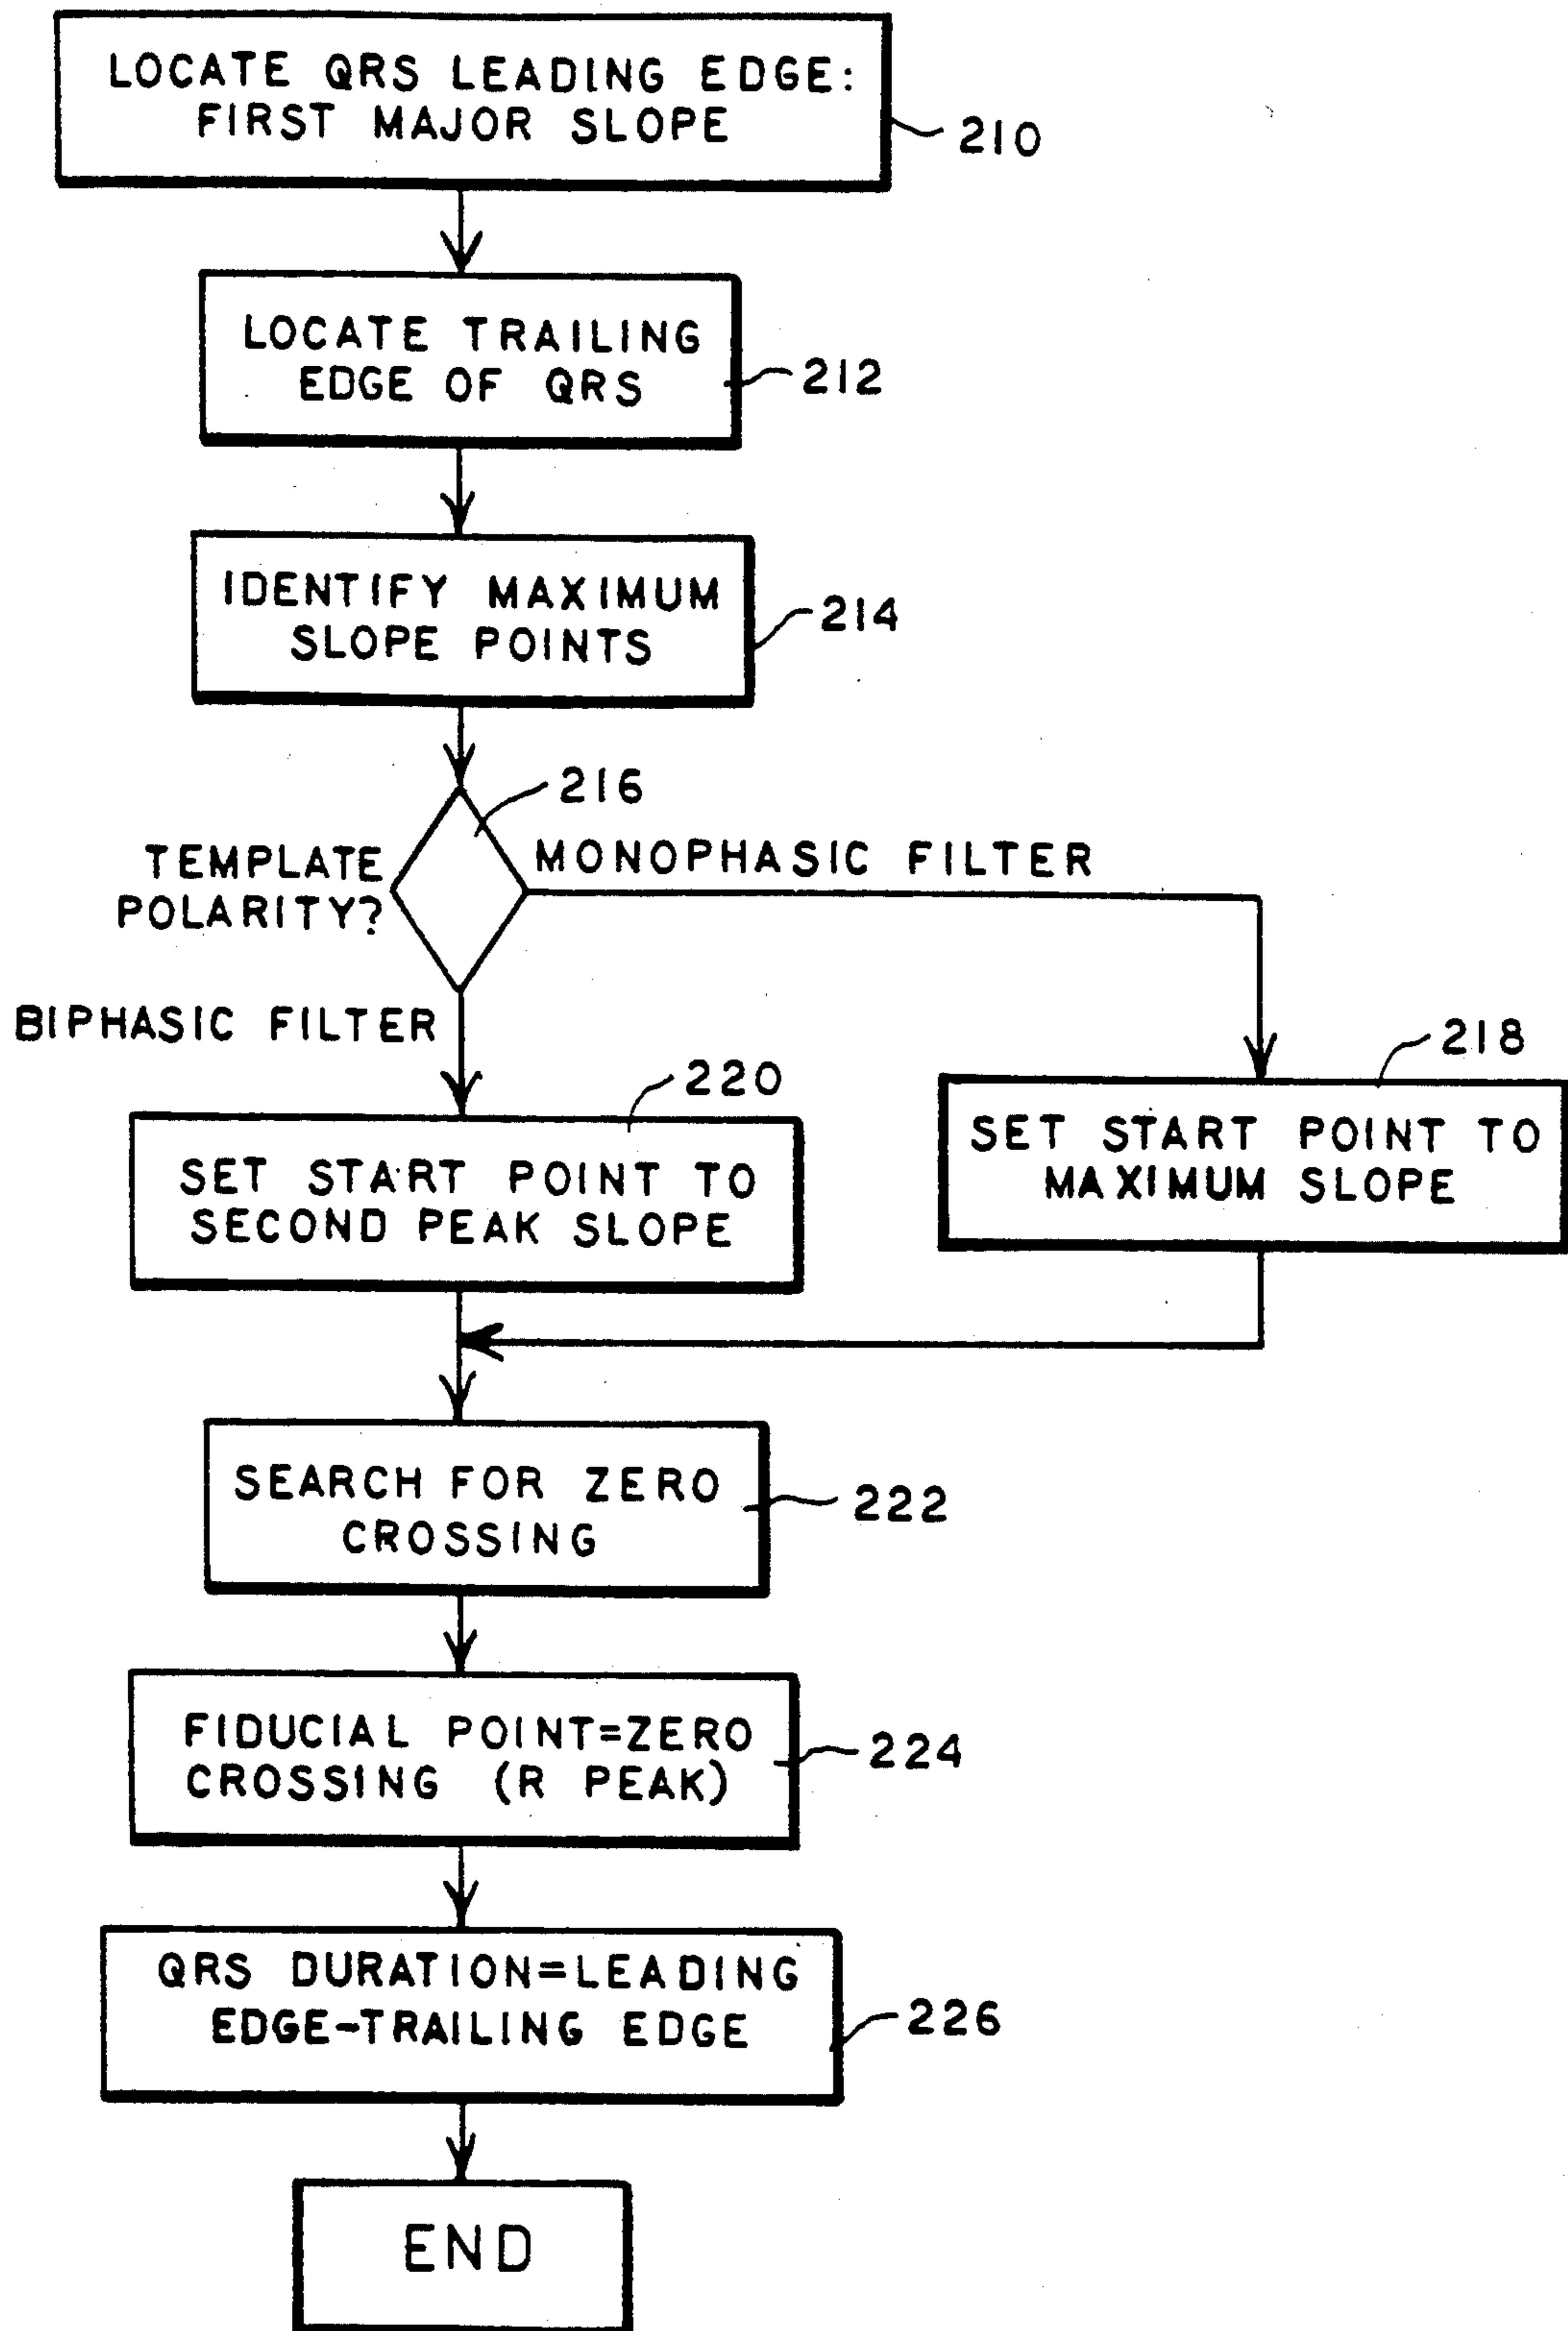 LOCATE QRS LEADING EDGE:
FIRST MAJOR SLOPE
210
LOCATE TRAILING
EDGE OF QRS
212
IDENTIFY MAXIMUM
SLOPE POINTS
214
216
TEMPLATE
POLARITY?
MONOPHASIC FILTER
BIPHASIC FILTER
218
SET START POINT TO
MAXIMUM SLOPE
220
SET START POINT TO
SECOND PEAK SLOPE
SEARCH FOR ZERO
CROSSING
222
FIDUCIAL POINT=ZERO
CROSSING (R PEAK)
224
QRS DURATION=LEADING
EDGE-TRAILING EDGE
226
END